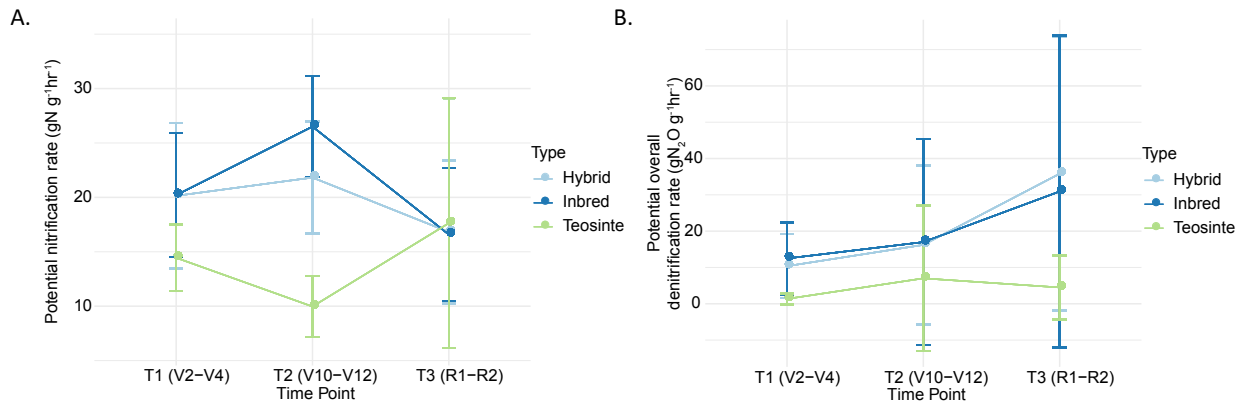 A.
Potential nitrification rate (gN g⁻¹hr⁻¹)
30
20
10
T1 (V2−V4)
T2 (V10−V12)
T3 (R1−R2)
Time Point
Type
Hybrid
Inbred
Teosinte
B.
Potential overall
denitrification rate (gN₂O g⁻¹hr⁻¹)
60
40
20
0
T1 (V2−V4)
T2 (V10−V12)
T3 (R1−R2)
Time Point
Type
Hybrid
Inbred
Teosinte